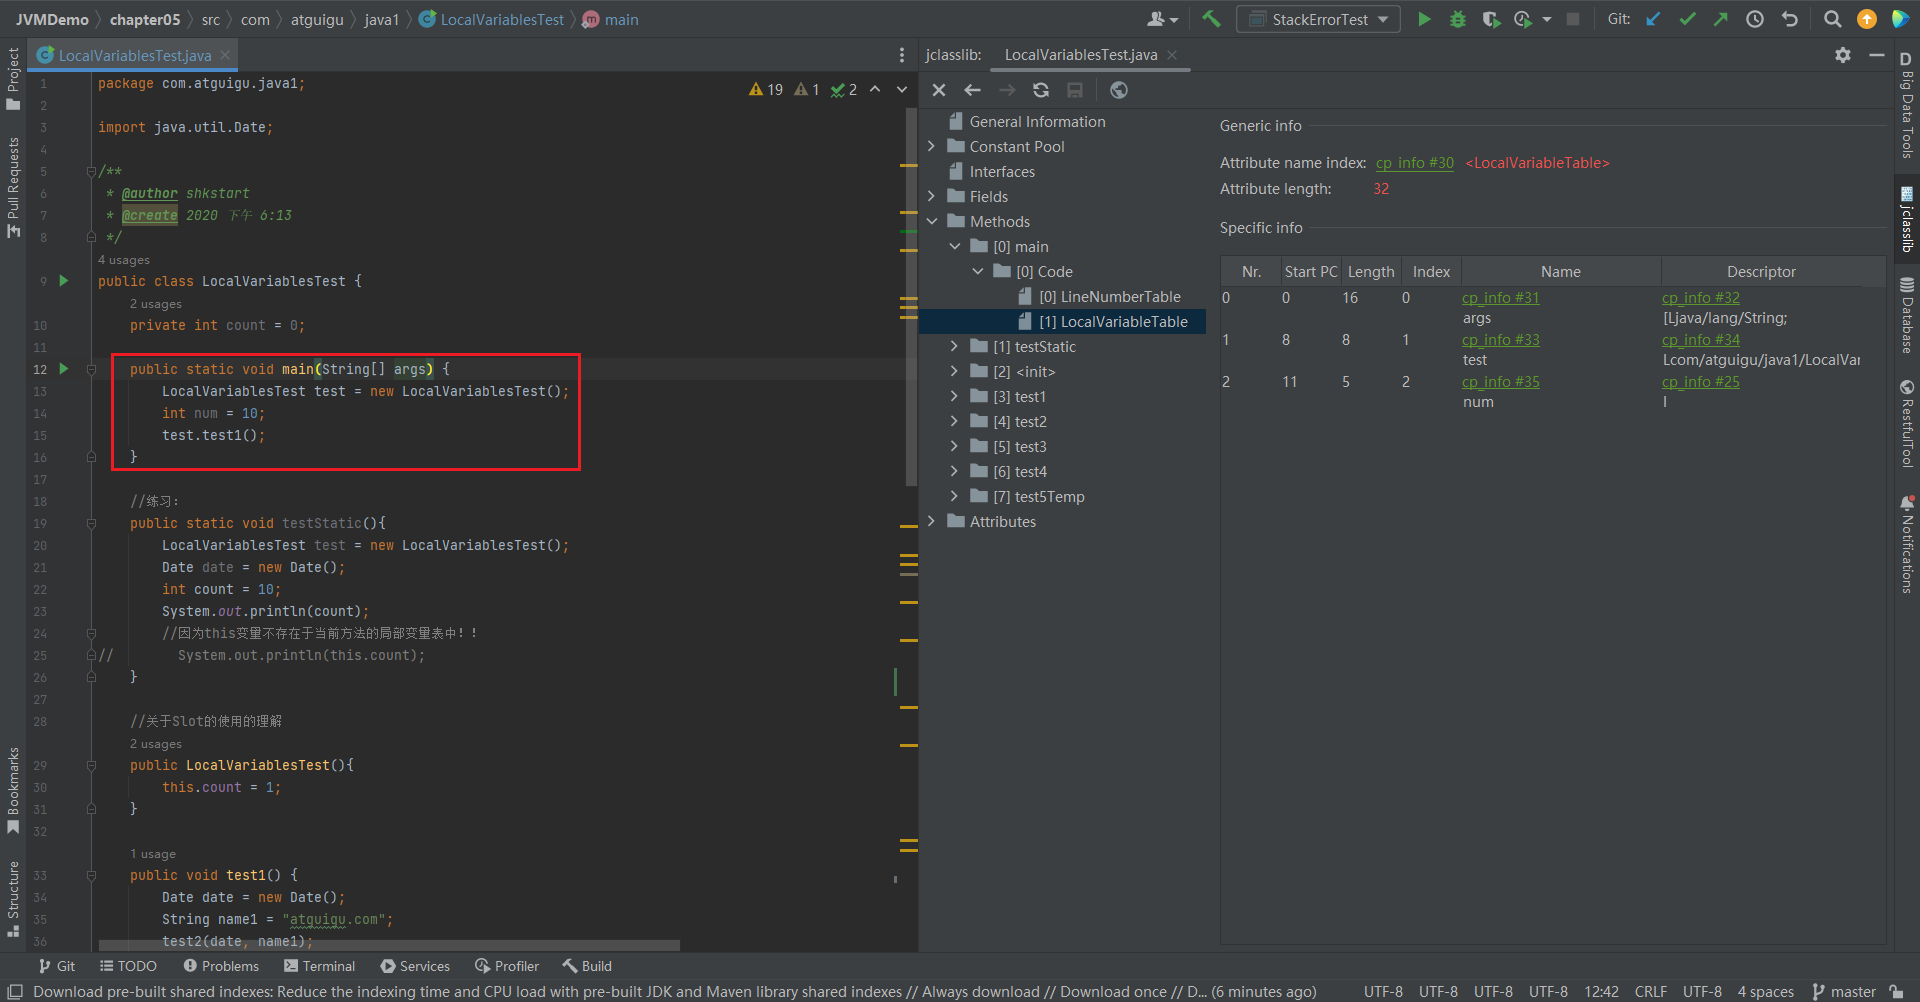 JVMDemo chapter05 src com atguigu java1 LocalVariablesTest main StackErrorTest Git:
LocalVariablesTest.java
jclasslib: LocalVariablesTest.java
Project
Pull Requests
Bookmarks
Structure
19 1 2
1 package com.atguigu.java1;
2
3 import java.util.Date;
4
5 /**
6 * @author shkstart
7 * @create 2020 下午 6:13
8 */
4 usages
9 public class LocalVariablesTest {
2 usages
10 private int count = 0;
11
12 public static void main(String[] args) {
13 LocalVariablesTest test = new LocalVariablesTest();
14 int num = 10;
15 test.test1();
16 }
17
18 //练习:
19 public static void testStatic(){
20 LocalVariablesTest test = new LocalVariablesTest();
21 Date date = new Date();
22 int count = 10;
23 System.out.println(count);
24 //因为this变量不存在于当前方法的局部变量表中!!
25 // System.out.println(this.count);
26 }
27
28 //关于Slot的使用的理解
2 usages
29 public LocalVariablesTest(){
30 this.count = 1;
31 }
32
1 usage
33 public void test1() {
34 Date date = new Date();
35 String name1 = "atguigu.com";
36 test2(date, name1);
General Information
Constant Pool
Interfaces
Fields
Methods
[0] main
[0] Code
[0] LineNumberTable
[1] LocalVariableTable
[1] testStatic
[2] <init>
[3] test1
[4] test2
[5] test3
[6] test4
[7] test5Temp
Attributes
Generic info
Attribute name index: cp_info #30 <LocalVariableTable>
Attribute length: 32
Specific info
Nr. Start PC Length Index Name Descriptor
0 0 16 0 cp_info #31 cp_info #32
args [Ljava/lang/String;
1 8 8 1 cp_info #33 cp_info #34
test Lcom/atguigu/java1/LocalVar
2 11 5 2 cp_info #35 cp_info #25
num I
D
Big Data Tools
jclasslib
Database
RestfulTool
Notifications
Git TODO Problems Terminal Services Profiler Build
Download pre-built shared indexes: Reduce the indexing time and CPU load with pre-built JDK and Maven library shared indexes // Always download // Download once // D... (6 minutes ago) UTF-8 UTF-8 UTF-8 UTF-8 12:42 CRLF UTF-8 4 spaces master